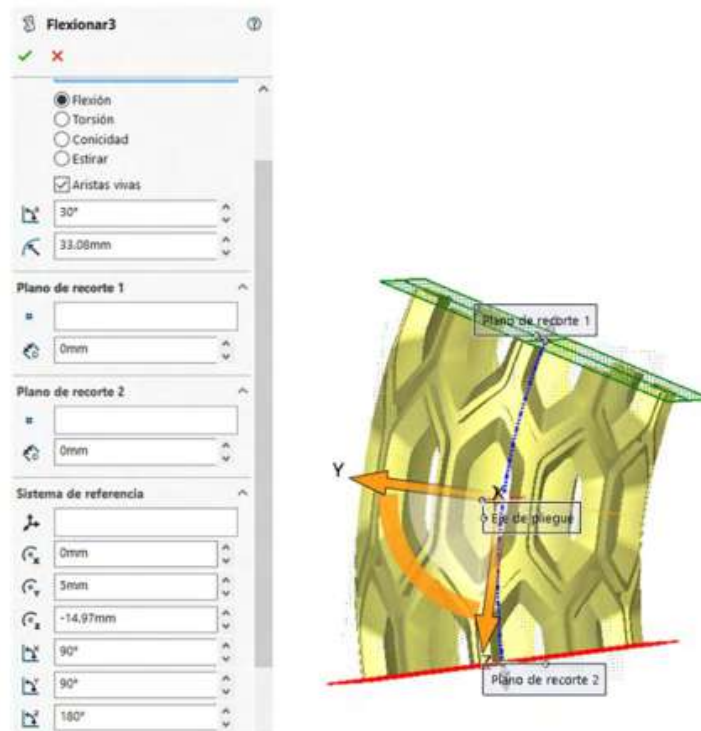 Flexionar3
Flexión
Torsión
Conicidad
Estirar
Aristas vivas
30°
33.08mm
Plano de recorte 1
0mm
Plano de recorte 2
0mm
Sistema de referencia
0mm
5mm
-14.97mm
90°
90°
180°
Plano de recorte 1
Y
X
Eje de pliegue
Z
Plano de recorte 2